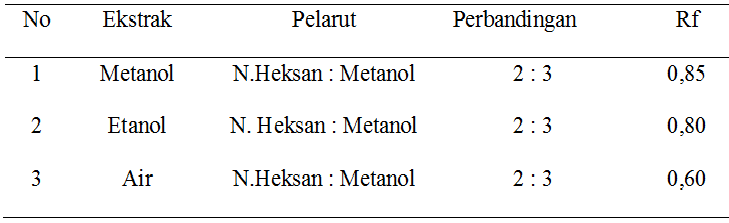 No Ekstrak Pelarut Perbandingan Rf
1 Metanol N.Heksan : Metanol 2 : 3 0,85
2 Etanol N. Heksan : Metanol 2 : 3 0,80
3 Air N.Heksan : Metanol 2 : 3 0,60